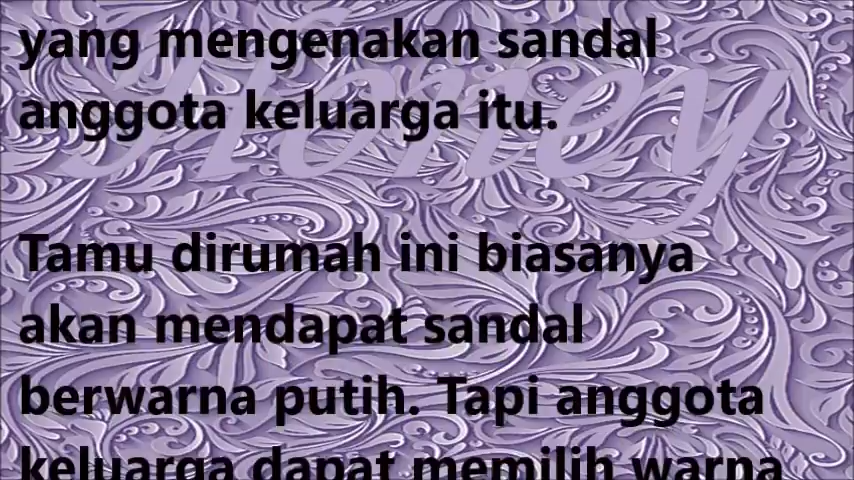 Honey
yang mengenakan sandal
anggota keluarga itu.
Tamu dirumah ini biasanya
akan mendapat sandal
berwarna putih. Tapi anggota
keluarga dapat memilih warna